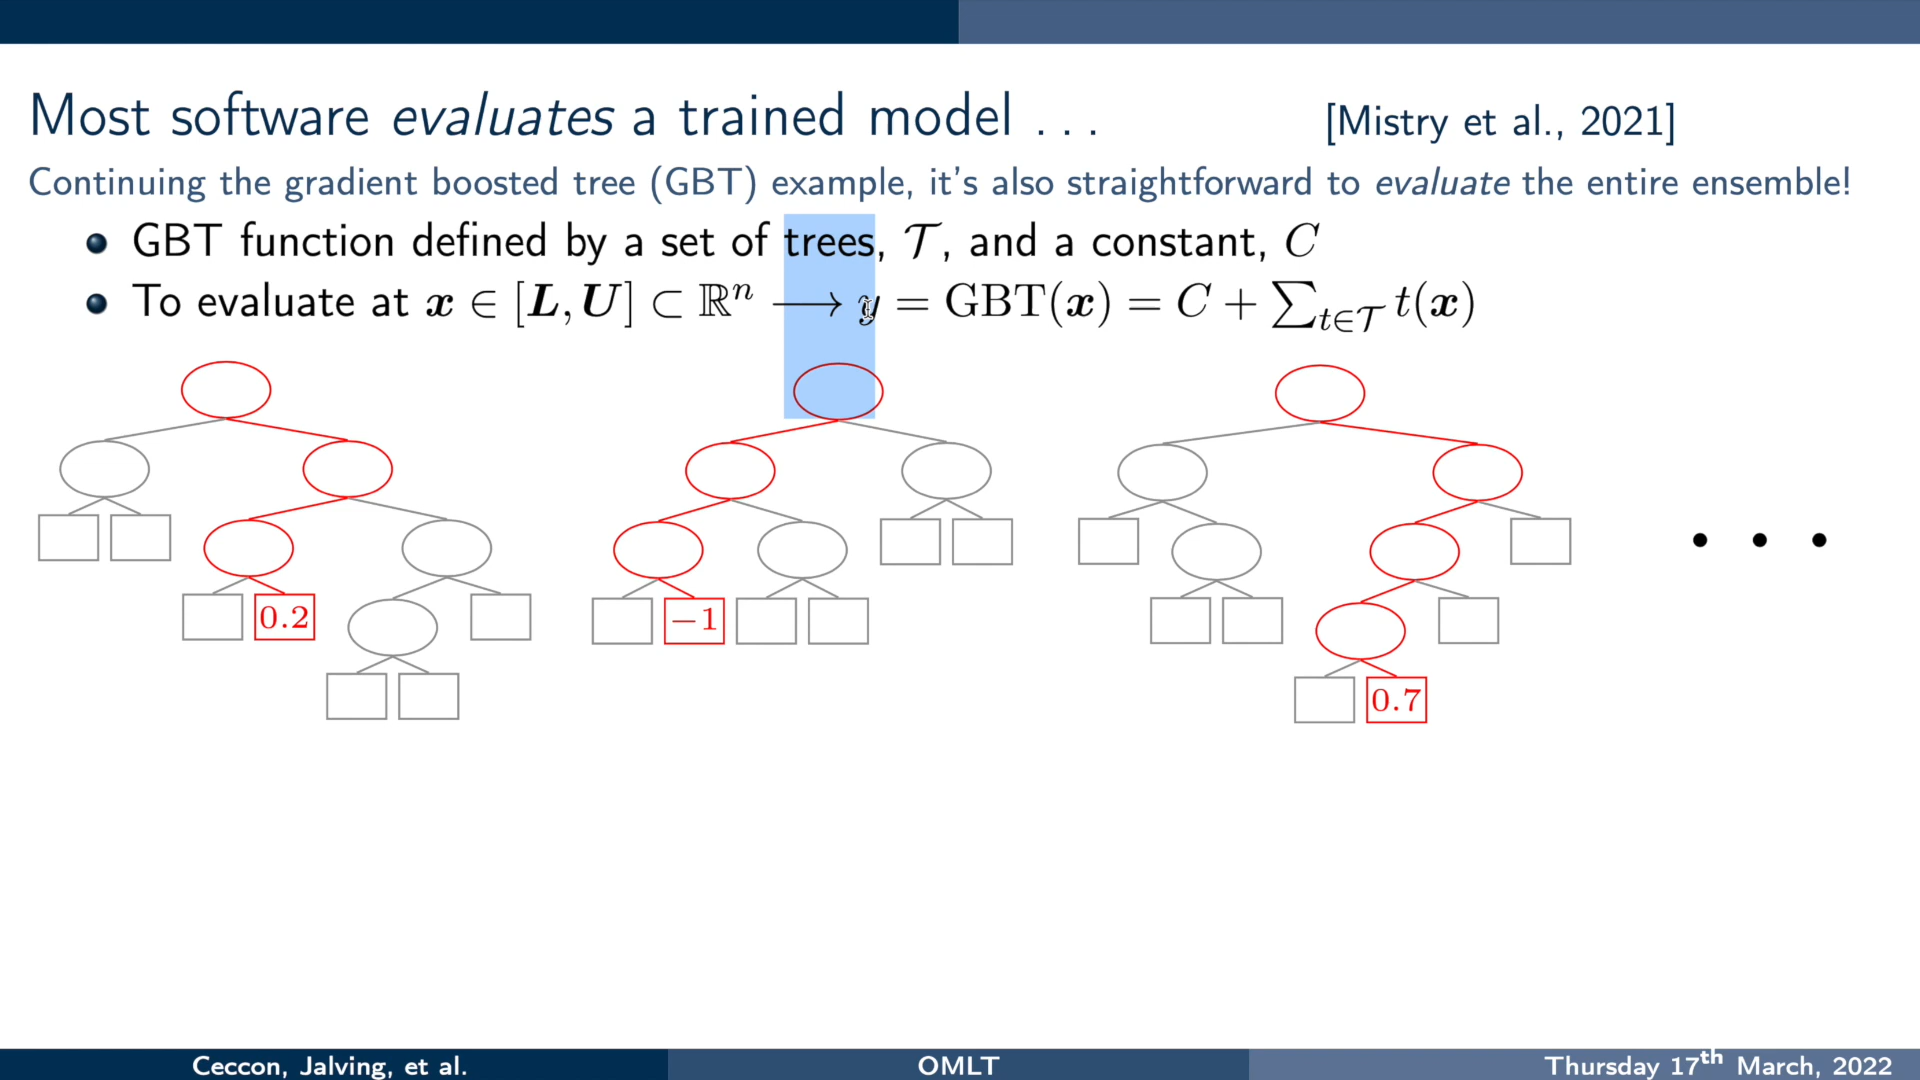 Most software evaluates a trained model . . . [Mistry et al., 2021]
Continuing the gradient boosted tree (GBT) example, it's also straightforward to evaluate the entire ensemble!
GBT function defined by a set of trees, 𝒯, and a constant, C
To evaluate at x ∈ [L, U] ⊂ ℝⁿ ⟶ y = GBT(x) = C + ∑_{t∈𝒯} t(x)
0.2 −1
0.7
Ceccon, Jalving, et al. OMLT Thursday 17th March, 2022